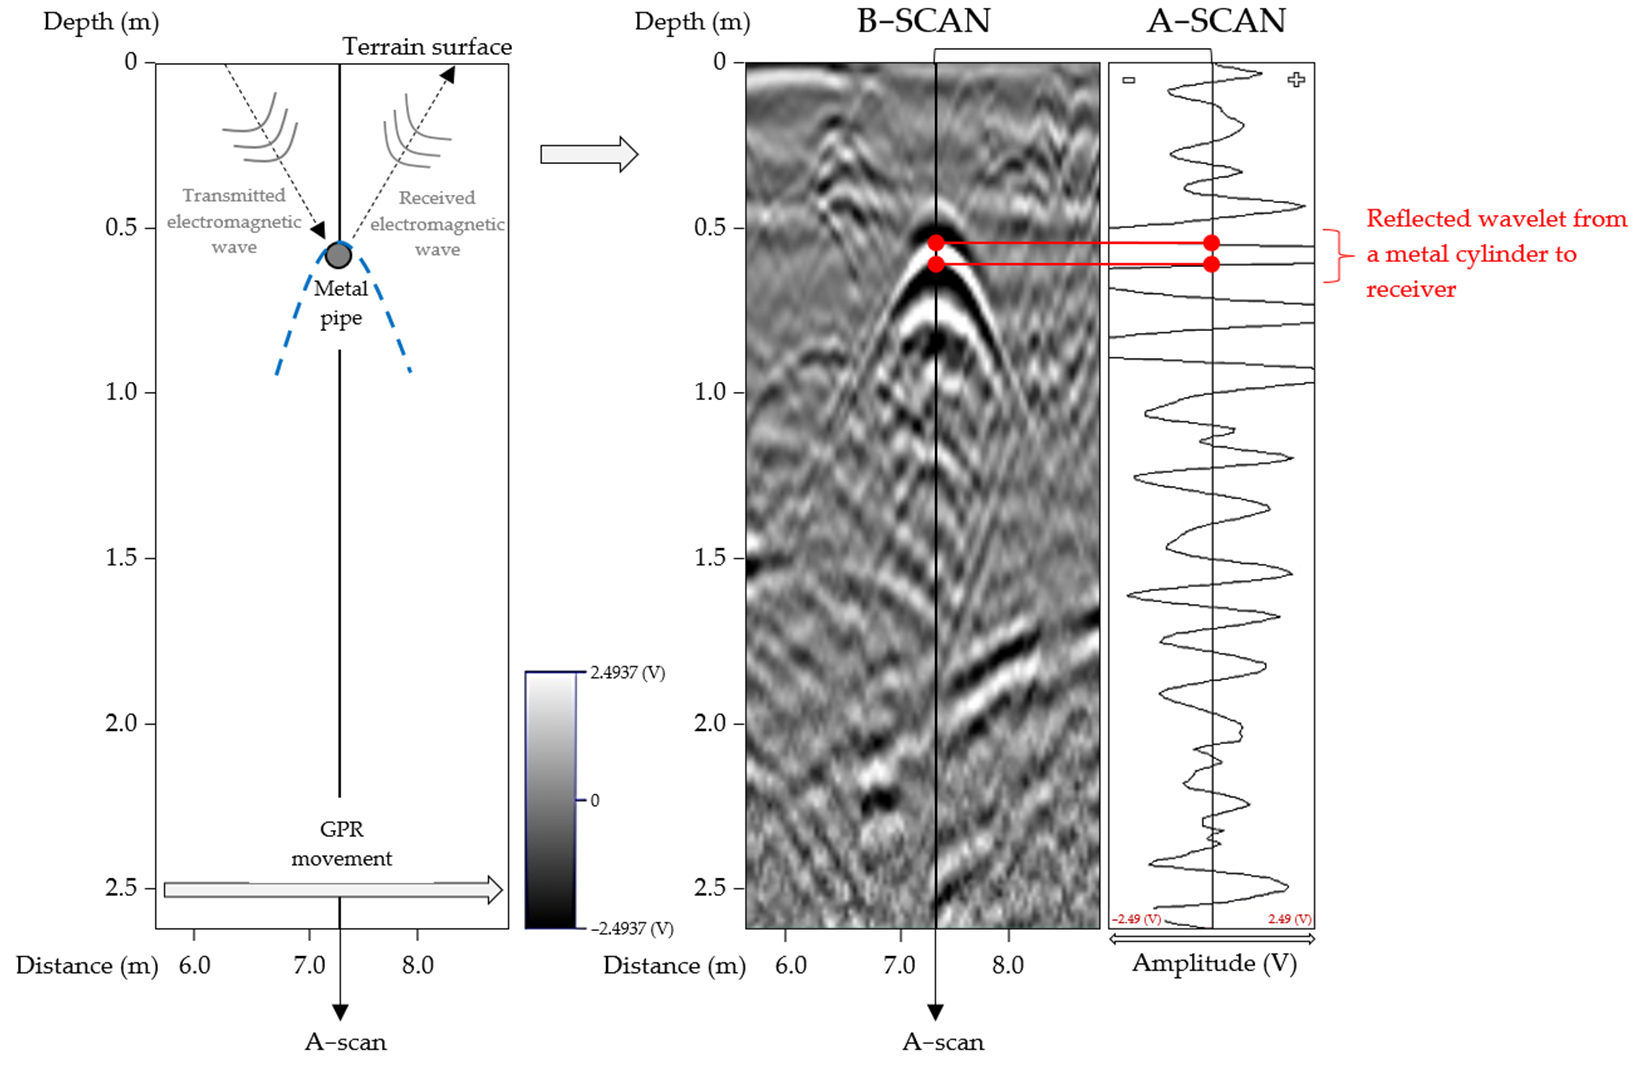 Depth (m)
Terrain surface
0
0.5
1.0
1.5
2.0
2.5
Transmitted
electromagnetic
wave
Received
electromagnetic
wave
Metal
pipe
GPR
movement
Distance (m) 6.0 7.0 8.0
A–scan
2.4937 (V)
0
–2.4937 (V)
Depth (m)
B–SCAN
A–SCAN
0
0.5
1.0
1.5
2.0
2.5
- +
Reflected wavelet from
a metal cylinder to
receiver
–2.49 (V) 2.49 (V)
Distance (m) 6.0 7.0 8.0
Amplitude (V)
A–scan